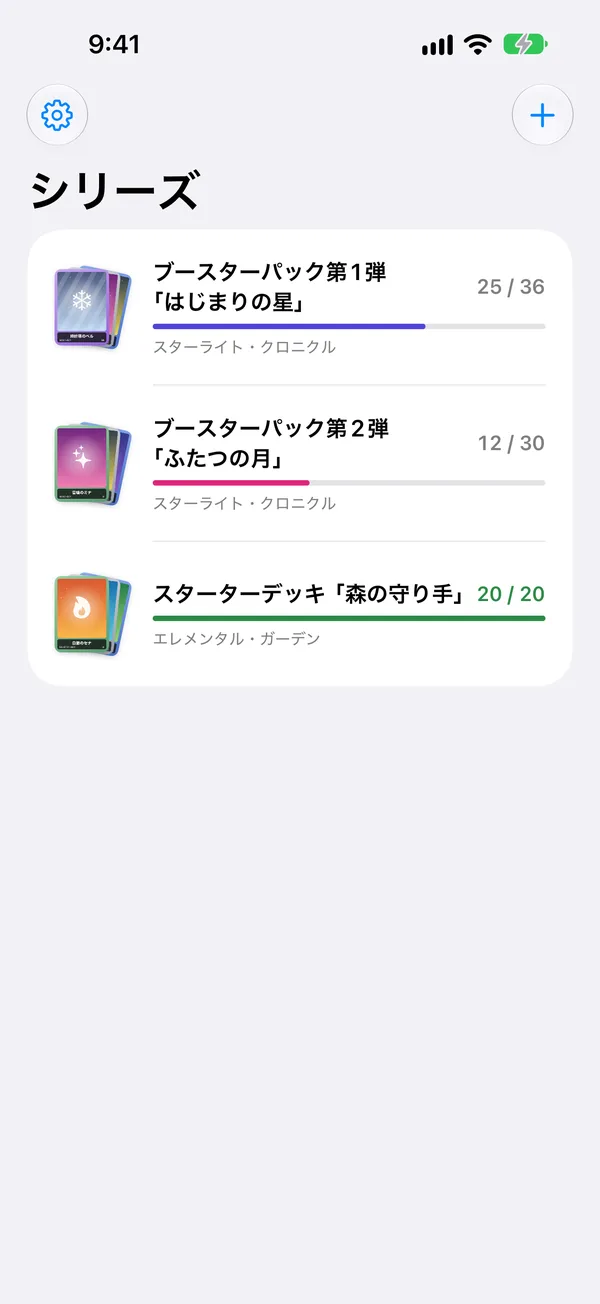 9:41
シリーズ
ブースターパック第1弾
「はじまりの星」
25 / 36
スターライト・クロニクル
ブースターパック第2弾
「ふたつの月」
12 / 30
スターライト・クロニクル
スターターデッキ「森の守り手」 20 / 20
エレメンタル・ガーデン